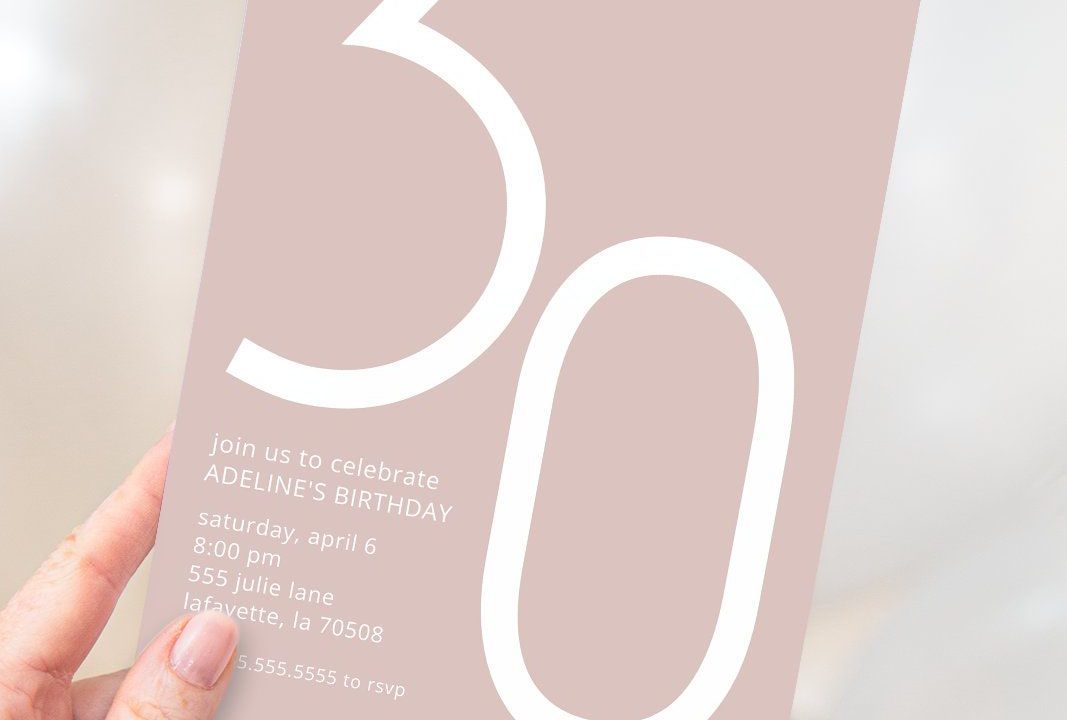 30
join us to celebrate
ADELINE'S BIRTHDAY
saturday, april 6
8:00 pm
555 julie lane
lafayette, la 70508
5.555.5555 to rsvp